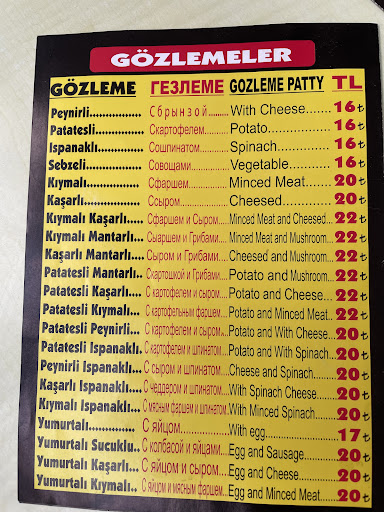 GÖZLEMELER
GÖZLEME ГЕЗЛЕМЕ GOZLEME PATTY TL
Peynirli............... Сбрынзой......... With Cheese........ 16₺
Patatesli.............. Скартофелем......... Potato............... 16₺
Ispanaklı.............. Сошпинатом......... Spinach.............. 16₺
Sebzeli................ Совощами........... Vegetable........... 16₺
Kıymalı............... Сфаршем........... Minced Meat....... 20₺
Kaşarlı................ Ссыром............. Cheesed............. 20₺
Kıymalı Kaşarlı..... Сфаршем и Сыром... Minced Meat and Cheesed... 22₺
Kıymalı Mantarlı... Сыаршем и Грибами.. Minced Meat and Mushroom... 22₺
Kaşarlı Mantarlı.... Сыром и Грибами.... Cheesed and Mushroom... 22₺
Patatesli Mantarlı.. Скартошкой и Грибами.. Potato and Mushroom... 22₺
Patatesli Kaşarlı.... С картофелем и сыром... Potato and Cheese... 22₺
Patatesli Kıymalı... С картофельным фаршем... Potato and Minced Meat.. 22₺
Patatesli Peynirli... С картофелем и сыром.. Potato and With Cheese.. 20₺
Patatesli Ispanaklı. С картофелем и шпинатом... Potato and With Spinach.. 20₺
Peynirli Ispanaklı.. С сыром и шпинатом... Cheese and Spinach...... 20₺
Kaşarlı Ispanaklı... С чеддером и шпинатом... With Spinach Cheese...... 20₺
Kıymalı Ispanaklı... С мясным фаршем и шпинатом.. With Minced Spinach...... 20₺
Yumurtalı............. С яйцом........... With egg.................. 17₺
Yumurtalı Sucuklu.. С колбасой и яйцами... Egg and Sausage....... 20₺
Yumurtalı Kaşarlı... С яйцом и сыром... Egg and Cheese......... 20₺
Yumurtalı Kıymalı.. С яйцом и мясным фаршем... Egg and Minced Meat... 20₺